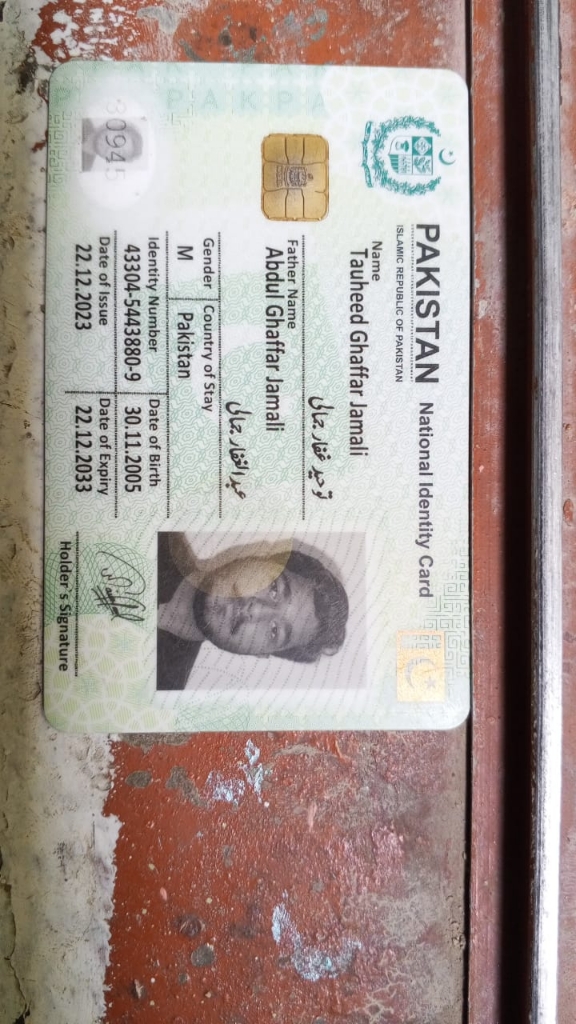 PAKISTAN National Identity Card
ISLAMIC REPUBLIC OF PAKISTAN
Name
Tauheed Ghaffar Jamali
توحید غفار جمالی
Father Name
Abdul Ghaffar Jamali
عبدالغفار جمالی
Gender Country of Stay
M Pakistan
Identity Number Date of Birth
43304-5443880-9 30.11.2005
Date of Issue Date of Expiry
22.12.2023 22.12.2033
Holder's Signature